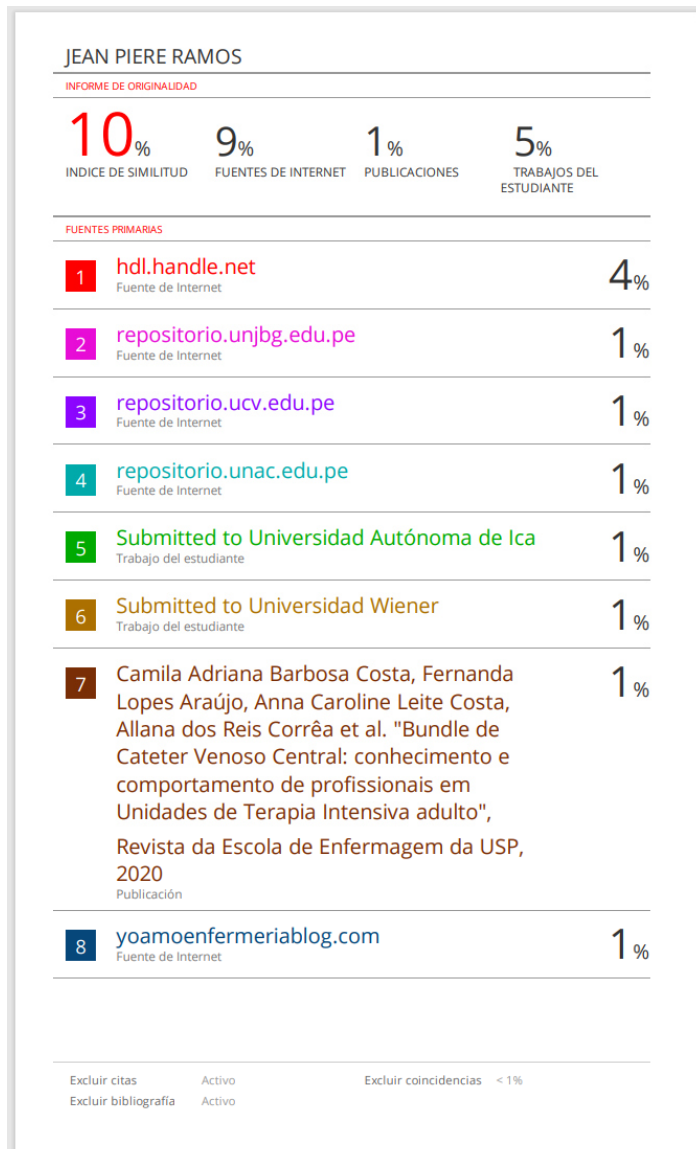 JEAN PIERE RAMOS
INFORME DE ORIGINALIDAD
10%
INDICE DE SIMILITUD
9%
FUENTES DE INTERNET
1%
PUBLICACIONES
5%
TRABAJOS DEL
ESTUDIANTE
FUENTES PRIMARIAS
1 hdl.handle.net 4%
Fuente de Internet
2 repositorio.unjbg.edu.pe 1%
Fuente de Internet
3 repositorio.ucv.edu.pe 1%
Fuente de Internet
4 repositorio.unac.edu.pe 1%
Fuente de Internet
5 Submitted to Universidad Autónoma de Ica 1%
Trabajo del estudiante
6 Submitted to Universidad Wiener 1%
Trabajo del estudiante
7 Camila Adriana Barbosa Costa, Fernanda 1%
Lopes Araújo, Anna Caroline Leite Costa,
Allana dos Reis Corrêa et al. "Bundle de
Cateter Venoso Central: conhecimento e
comportamento de profissionais em
Unidades de Terapia Intensiva adulto",
Revista da Escola de Enfermagem da USP,
2020
Publicación
8 yoamoenfermeriablog.com 1%
Fuente de Internet
Excluir citas Activo Excluir coincidencias < 1%
Excluir bibliografía Activo